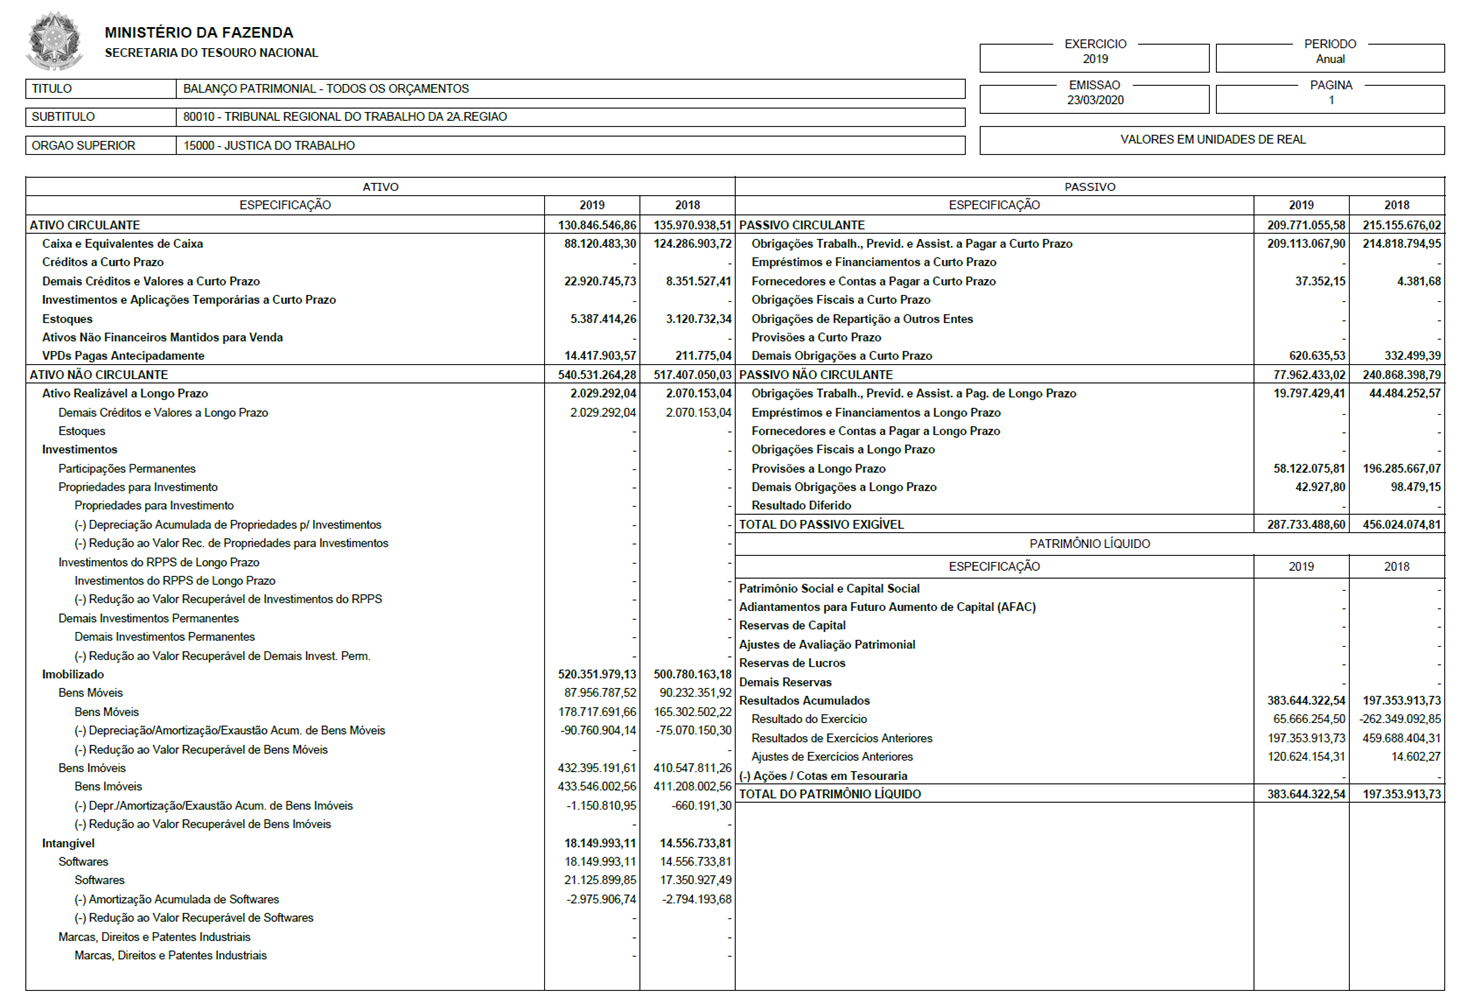 MINISTÉRIO DA FAZENDA
SECRETARIA DO TESOURO NACIONAL
EXERCICIO
2019
PERIODO
Anual
EMISSAO
23/03/2020
PAGINA
1
TITULO BALANÇO PATRIMONIAL - TODOS OS ORÇAMENTOS
SUBTITULO 80010 - TRIBUNAL REGIONAL DO TRABALHO DA 2A.REGIAO
ORGAO SUPERIOR 15000 - JUSTICA DO TRABALHO
VALORES EM UNIDADES DE REAL
ATIVO
ESPECIFICAÇÃO 2019 2018
ATIVO CIRCULANTE 130.846.546,86 135.970.938,51
Caixa e Equivalentes de Caixa 88.120.483,30 124.286.903,72
Créditos a Curto Prazo - -
Demais Créditos e Valores a Curto Prazo 22.920.745,73 8.351.527,41
Investimentos e Aplicações Temporárias a Curto Prazo - -
Estoques 5.387.414,26 3.120.732,34
Ativos Não Financeiros Mantidos para Venda - -
VPDs Pagas Antecipadamente 14.417.903,57 211.775,04
ATIVO NÃO CIRCULANTE 540.531.264,28 517.407.050,03
Ativo Realizável a Longo Prazo 2.029.292,04 2.070.153,04
Demais Créditos e Valores a Longo Prazo 2.029.292,04 2.070.153,04
Estoques - -
Investimentos - -
Participações Permanentes - -
Propriedades para Investimento - -
Propriedades para Investimento - -
(-) Depreciação Acumulada de Propriedades p/ Investimentos - -
(-) Redução ao Valor Rec. de Propriedades para Investimentos - -
Investimentos do RPPS de Longo Prazo - -
Investimentos do RPPS de Longo Prazo - -
(-) Redução ao Valor Recuperável de Investimentos do RPPS - -
Demais Investimentos Permanentes - -
Demais Investimentos Permanentes - -
(-) Redução ao Valor Recuperável de Demais Invest. Perm. - -
Imobilizado 520.351.979,13 500.780.163,18
Bens Móveis 87.956.787,52 90.232.351,92
Bens Móveis 178.717.691,66 165.302.502,22
(-) Depreciação/Amortização/Exaustão Acum. de Bens Móveis -90.760.904,14 -75.070.150,30
(-) Redução ao Valor Recuperável de Bens Móveis - -
Bens Imóveis 432.395.191,61 410.547.811,26
Bens Imóveis 433.546.002,56 411.208.002,56
(-) Depr./Amortização/Exaustão Acum. de Bens Imóveis -1.150.810,95 -660.191,30
(-) Redução ao Valor Recuperável de Bens Imóveis - -
Intangível 18.149.993,11 14.556.733,81
Softwares 18.149.993,11 14.556.733,81
Softwares 21.125.899,85 17.350.927,49
(-) Amortização Acumulada de Softwares -2.975.906,74 -2.794.193,68
(-) Redução ao Valor Recuperável de Softwares - -
Marcas, Direitos e Patentes Industriais - -
Marcas, Direitos e Patentes Industriais - -
PASSIVO
ESPECIFICAÇÃO 2019 2018
PASSIVO CIRCULANTE 209.771.055,58 215.155.676,02
Obrigações Trabalh., Previd. e Assist. a Pagar a Curto Prazo 209.113.067,90 214.818.794,95
Empréstimos e Financiamentos a Curto Prazo - -
Fornecedores e Contas a Pagar a Curto Prazo 37.352,15 4.381,68
Obrigações Fiscais a Curto Prazo - -
Obrigações de Repartição a Outros Entes - -
Provisões a Curto Prazo - -
Demais Obrigações a Curto Prazo 620.635,53 332.499,39
PASSIVO NÃO CIRCULANTE 77.962.433,02 240.868.398,79
Obrigações Trabalh., Previd. e Assist. a Pag. de Longo Prazo 19.797.429,41 44.484.252,57
Empréstimos e Financiamentos a Longo Prazo - -
Fornecedores e Contas a Pagar a Longo Prazo - -
Obrigações Fiscais a Longo Prazo - -
Provisões a Longo Prazo 58.122.075,81 196.285.667,07
Demais Obrigações a Longo Prazo 42.927,80 98.479,15
Resultado Diferido - -
TOTAL DO PASSIVO EXIGÍVEL 287.733.488,60 456.024.074,81
PATRIMÔNIO LÍQUIDO
ESPECIFICAÇÃO 2019 2018
Patrimônio Social e Capital Social - -
Adiantamentos para Futuro Aumento de Capital (AFAC) - -
Reservas de Capital - -
Ajustes de Avaliação Patrimonial - -
Reservas de Lucros - -
Demais Reservas - -
Resultados Acumulados 383.644.322,54 197.353.913,73
Resultado do Exercício 65.666.254,50 -262.349.092,85
Resultados de Exercícios Anteriores 197.353.913,73 459.688.404,31
Ajustes de Exercícios Anteriores 120.624.154,31 14.602,27
(-) Ações / Cotas em Tesouraria - -
TOTAL DO PATRIMÔNIO LÍQUIDO 383.644.322,54 197.353.913,73